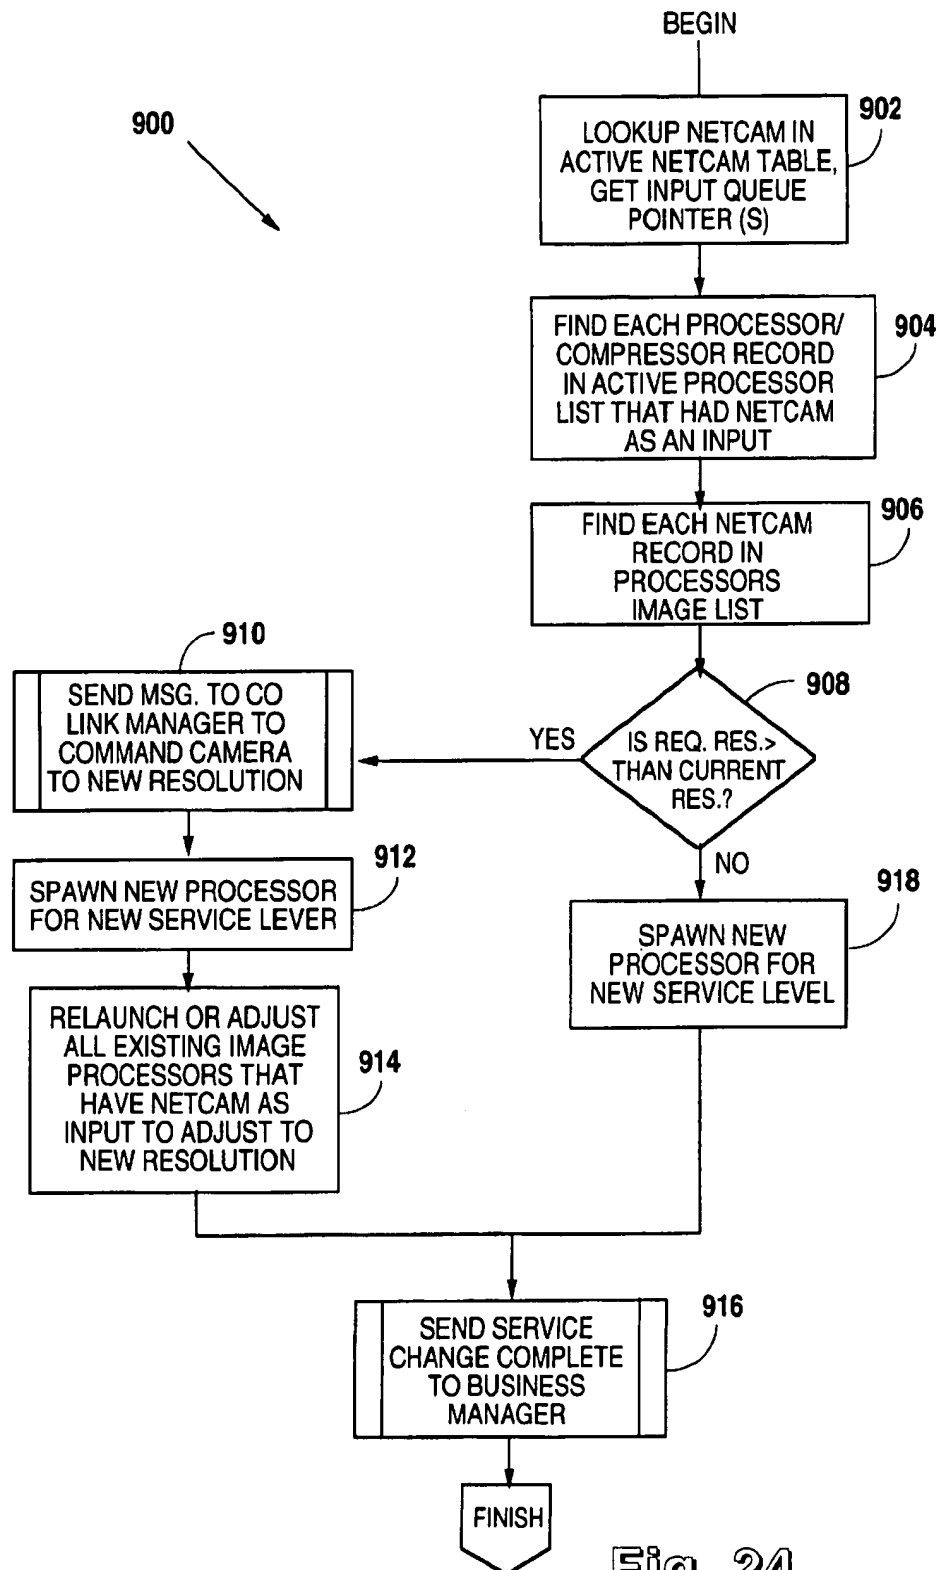 BEGIN
900
902
LOOKUP NETCAM IN
ACTIVE NETCAM TABLE,
GET INPUT QUEUE
POINTER (S)
904
FIND EACH PROCESSOR/
COMPRESSOR RECORD
IN ACTIVE PROCESSOR
LIST THAT HAD NETCAM
AS AN INPUT
906
FIND EACH NETCAM
RECORD IN
PROCESSORS
IMAGE LIST
908
IS REQ. RES.>
THAN CURRENT
RES.?
YES
NO
910
SEND MSG. TO CO
LINK MANAGER TO
COMMAND CAMERA
TO NEW RESOLUTION
912
SPAWN NEW PROCESSOR
FOR NEW SERVICE LEVER
914
RELAUNCH OR ADJUST
ALL EXISTING IMAGE
PROCESSORS THAT
HAVE NETCAM AS
INPUT TO ADJUST TO
NEW RESOLUTION
918
SPAWN NEW
PROCESSOR FOR
NEW SERVICE LEVEL
916
SEND SERVICE
CHANGE COMPLETE
TO BUSINESS
MANAGER
FINISH
Fig. 24